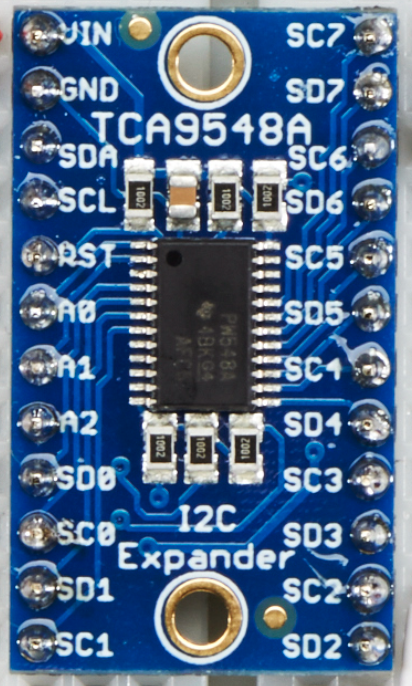 VIN
GND
SDA
SCL
RST
A0
A1
A2
SD0
SC0
SD1
SC1
TCA9548A
1002
1002
1002
PW548A
4BKG4
1002
1002
1002
I2C
Expander
SC7
SD7
SC6
SD6
SC5
SD5
SC4
SD4
SC3
SD3
SC2
SD2